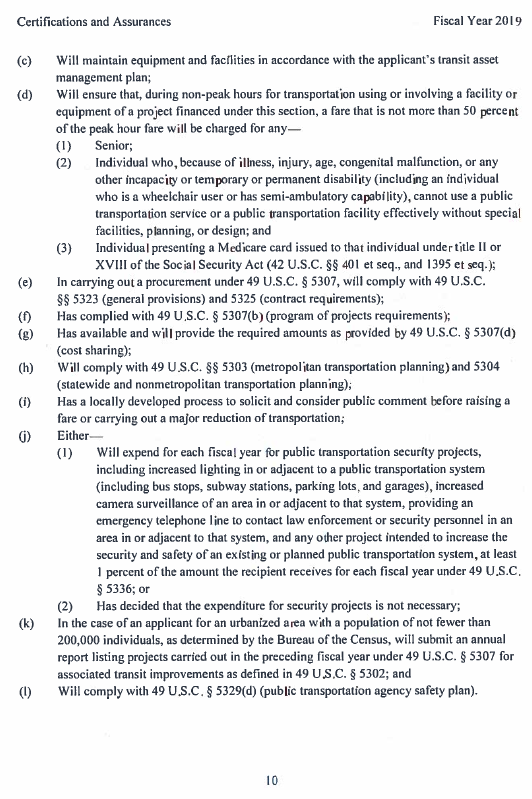 Certifications and Assurances Fiscal Year 2019
(c) Will maintain equipment and facilities in accordance with the applicant's transit asset
management plan;
(d) Will ensure that, during non-peak hours for transportation using or involving a facility or
equipment of a project financed under this section, a fare that is not more than 50 percent
of the peak hour fare will be charged for any—
(1) Senior;
(2) Individual who, because of illness, injury, age, congenital malfunction, or any
other incapacity or temporary or permanent disability (including an individual
who is a wheelchair user or has semi-ambulatory capability), cannot use a public
transportation service or a public transportation facility effectively without special
facilities, planning, or design; and
(3) Individual presenting a Medicare card issued to that individual under title II or
XVIII of the Social Security Act (42 U.S.C. §§ 401 et seq., and 1395 et seq.);
(e) In carrying out a procurement under 49 U.S.C. § 5307, will comply with 49 U.S.C.
§§ 5323 (general provisions) and 5325 (contract requirements);
(f) Has complied with 49 U.S.C. § 5307(b) (program of projects requirements);
(g) Has available and will provide the required amounts as provided by 49 U.S.C. § 5307(d)
(cost sharing);
(h) Will comply with 49 U.S.C. §§ 5303 (metropolitan transportation planning) and 5304
(statewide and nonmetropolitan transportation planning);
(i) Has a locally developed process to solicit and consider public comment before raising a
fare or carrying out a major reduction of transportation;
(j) Either—
(1) Will expend for each fiscal year for public transportation security projects,
including increased lighting in or adjacent to a public transportation system
(including bus stops, subway stations, parking lots, and garages), increased
camera surveillance of an area in or adjacent to that system, providing an
emergency telephone line to contact law enforcement or security personnel in an
area in or adjacent to that system, and any other project intended to increase the
security and safety of an existing or planned public transportation system, at least
1 percent of the amount the recipient receives for each fiscal year under 49 U.S.C.
§ 5336; or
(2) Has decided that the expenditure for security projects is not necessary;
(k) In the case of an applicant for an urbanized area with a population of not fewer than
200,000 individuals, as determined by the Bureau of the Census, will submit an annual
report listing projects carried out in the preceding fiscal year under 49 U.S.C. § 5307 for
associated transit improvements as defined in 49 U.S.C. § 5302; and
(l) Will comply with 49 U.S.C. § 5329(d) (public transportation agency safety plan).
10